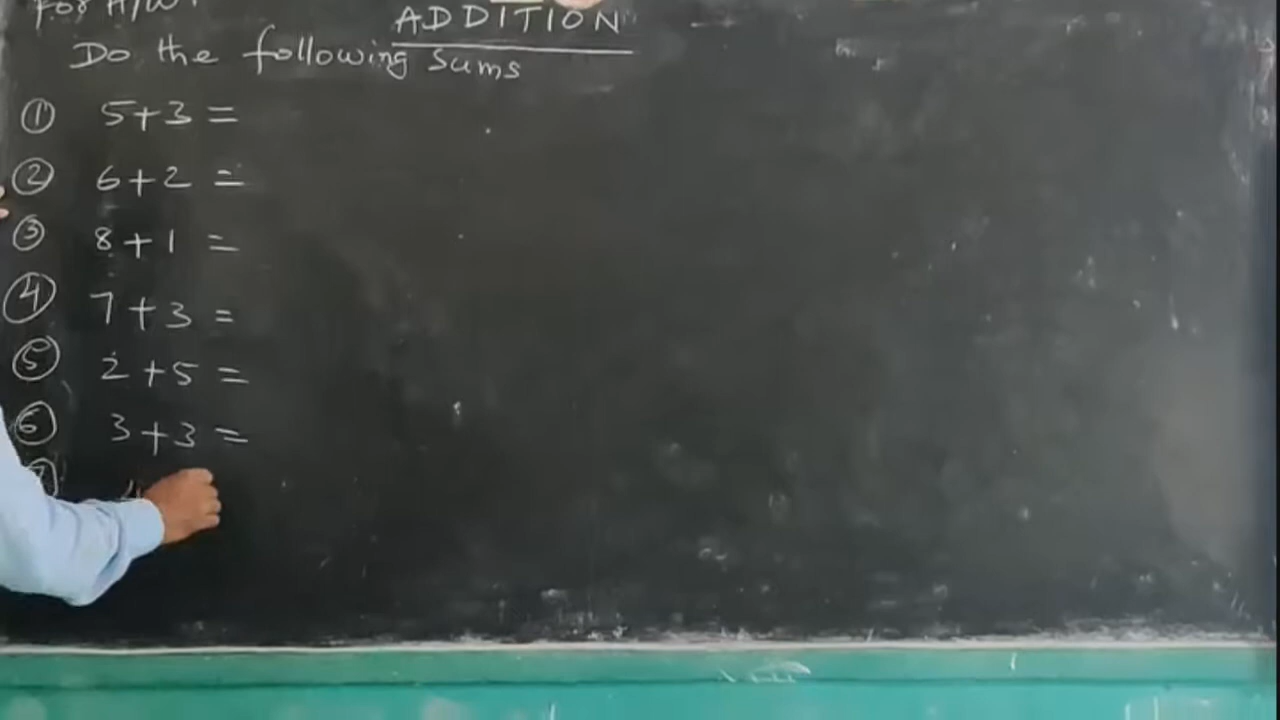 For H/W:
ADDITION
Do the following sums
① 5+3=
② 6+2 =
③ 8+1 =
④ 7+3 =
⑤ 2+5 =
⑥ 3+3=